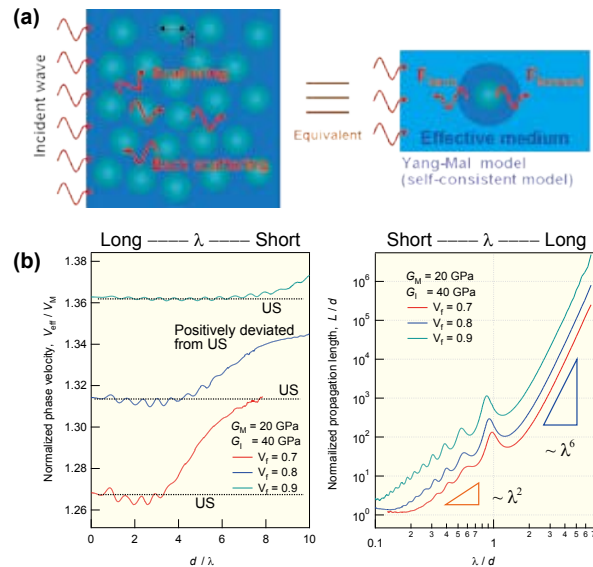 (a)
Incident wave
d
Scattering
Back scattering
Equivalent
Effective medium
Yang-Mal model
(self-consistent model)
(b)
Long ---- λ ---- Short
Normalized phase velocity, V_eff / V_M
1.38
1.36
1.34
1.32
1.30
1.28
1.26
US
Positively deviated
from US
US
G_M = 20 GPa
G_I = 40 GPa
V_f = 0.7
V_f = 0.8
V_f = 0.9
US
0 2 4 6 8 10
d / λ
Short ---- λ ---- Long
Normailized propagation length, L / d
10^6
10^5
10^4
10^3
10^2
10^1
10^0
G_M = 20 GPa
G_I = 40 GPa
V_f = 0.7
V_f = 0.8
V_f = 0.9
~ λ^6
~ λ^2
0.1 2 3 4 5 6 7 1 2 3 4 5 6 7
λ / d